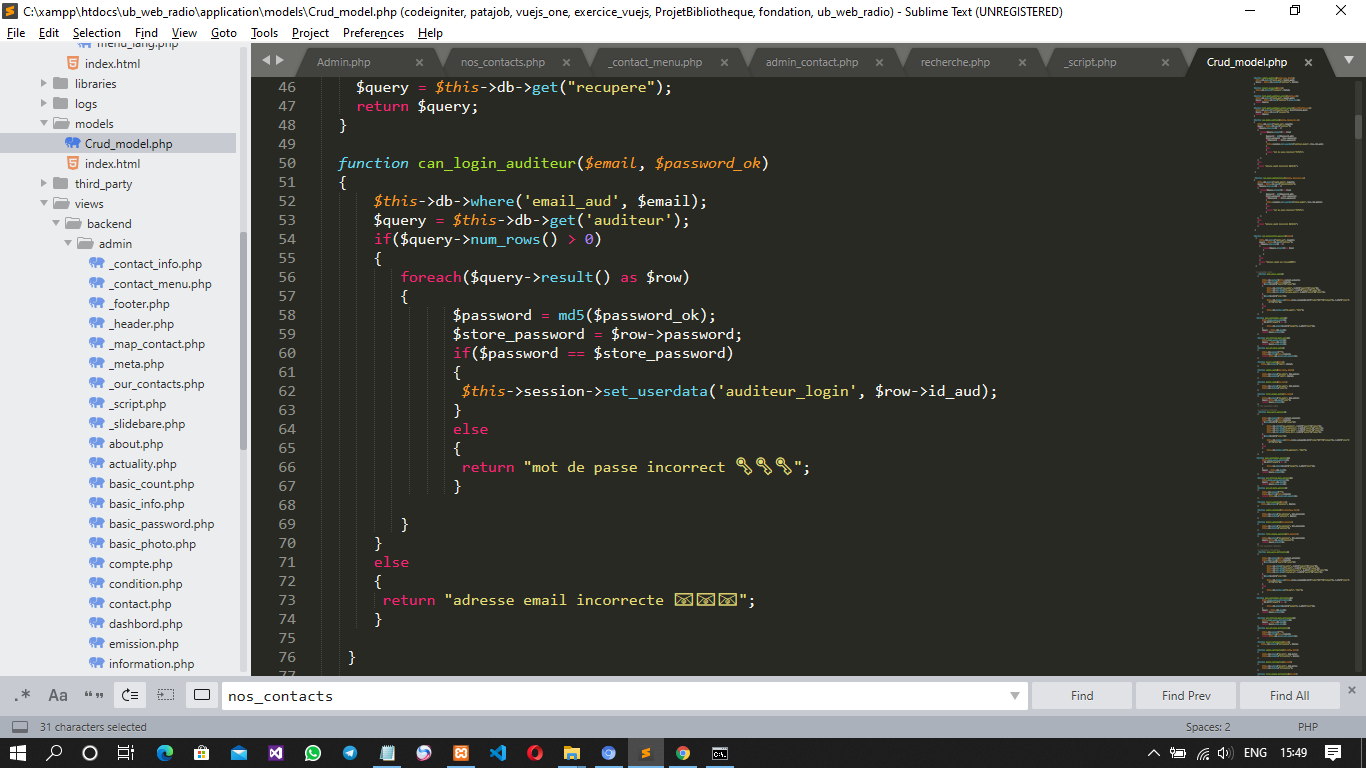 C:\xampp\htdocs\ub_web_radio\application\models\Crud_model.php (codeigniter, patajob, vuejs_one, exercice_vuejs, ProjetBibliotheque, fondation, ub_web_radio) - Sublime Text (UNREGISTERED)
File Edit Selection Find View Goto Tools Project Preferences Help
menu_lang.php
index.html
libraries
logs
models
Crud_model.php
index.html
third_party
views
backend
admin
_contact_info.php
_contact_menu.php
_footer.php
_header.php
_map_contact.php
_meta.php
_our_contacts.php
_script.php
_slidebare.php
about.php
actuality.php
basic_count.php
basic_info.php
basic_password.php
basic_photo.php
compte.php
condition.php
contact.php
dashbord.php
emission.php
information.php
Admin.php × nos_contacts.php × _contact_menu.php × admin_contact.php × recherche.php × _script.php × Crud_model.php ×
46 $query = $this->db->get("recupere");
47 return $query;
48 }
49
50 function can_login_auditeur($email, $password_ok)
51 {
52 $this->db->where('email_aud', $email);
53 $query = $this->db->get('auditeur');
54 if($query->num_rows() > 0)
55 {
56 foreach($query->result() as $row)
57 {
58 $password = md5($password_ok);
59 $store_password = $row->password;
60 if($password == $store_password)
61 {
62 $this->session->set_userdata('auditeur_login', $row->id_aud);
63 }
64 else
65 {
66 return "mot de passe incorrect 🔑🔑🔑";
67 }
68
69 }
70 }
71 else
72 {
73 return "adresse email incorrecte 📧📧📧";
74 }
75
76 }
77
.* Aa “” nos_contacts Find Find Prev Find All ×
31 characters selected Spaces: 2 PHP
ENG 15:49